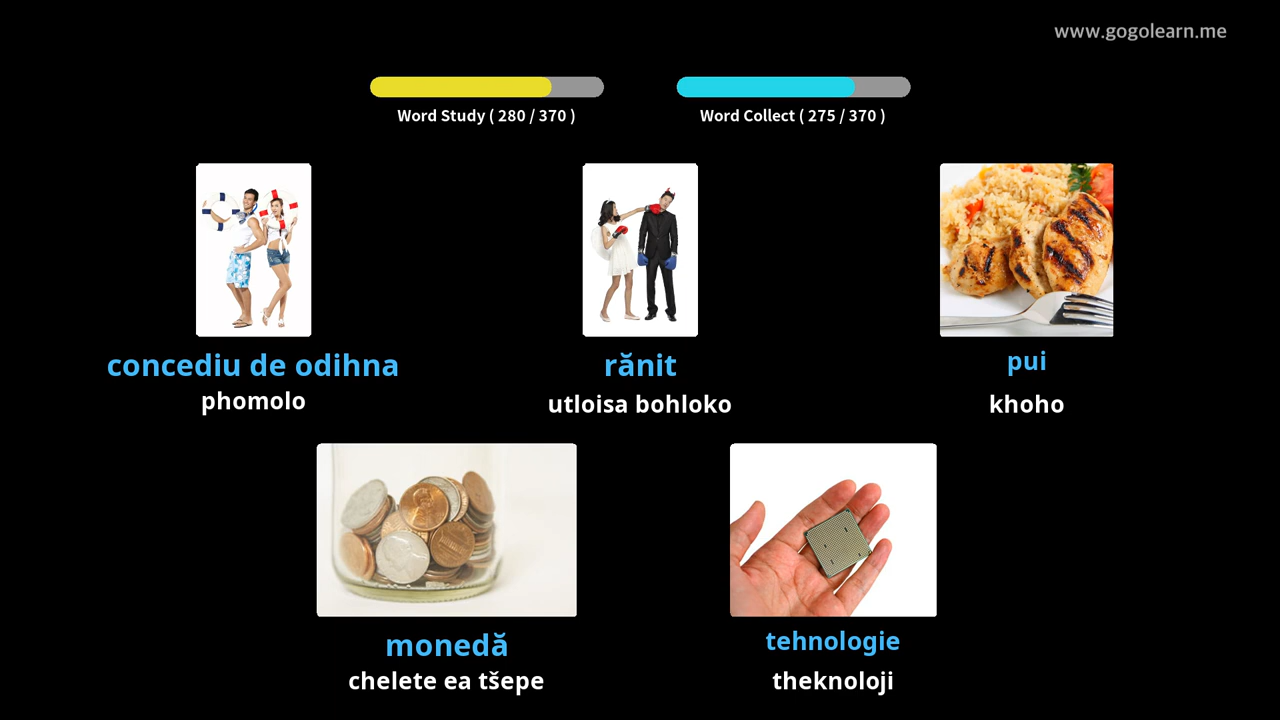 www.gogolearn.me
Word Study ( 280 / 370 )
Word Collect ( 275 / 370 )
concediu de odihna
phomolo
rănit
utloisa bohloko
pui
khoho
monedă
chelete ea tšepe
tehnologie
theknoloji